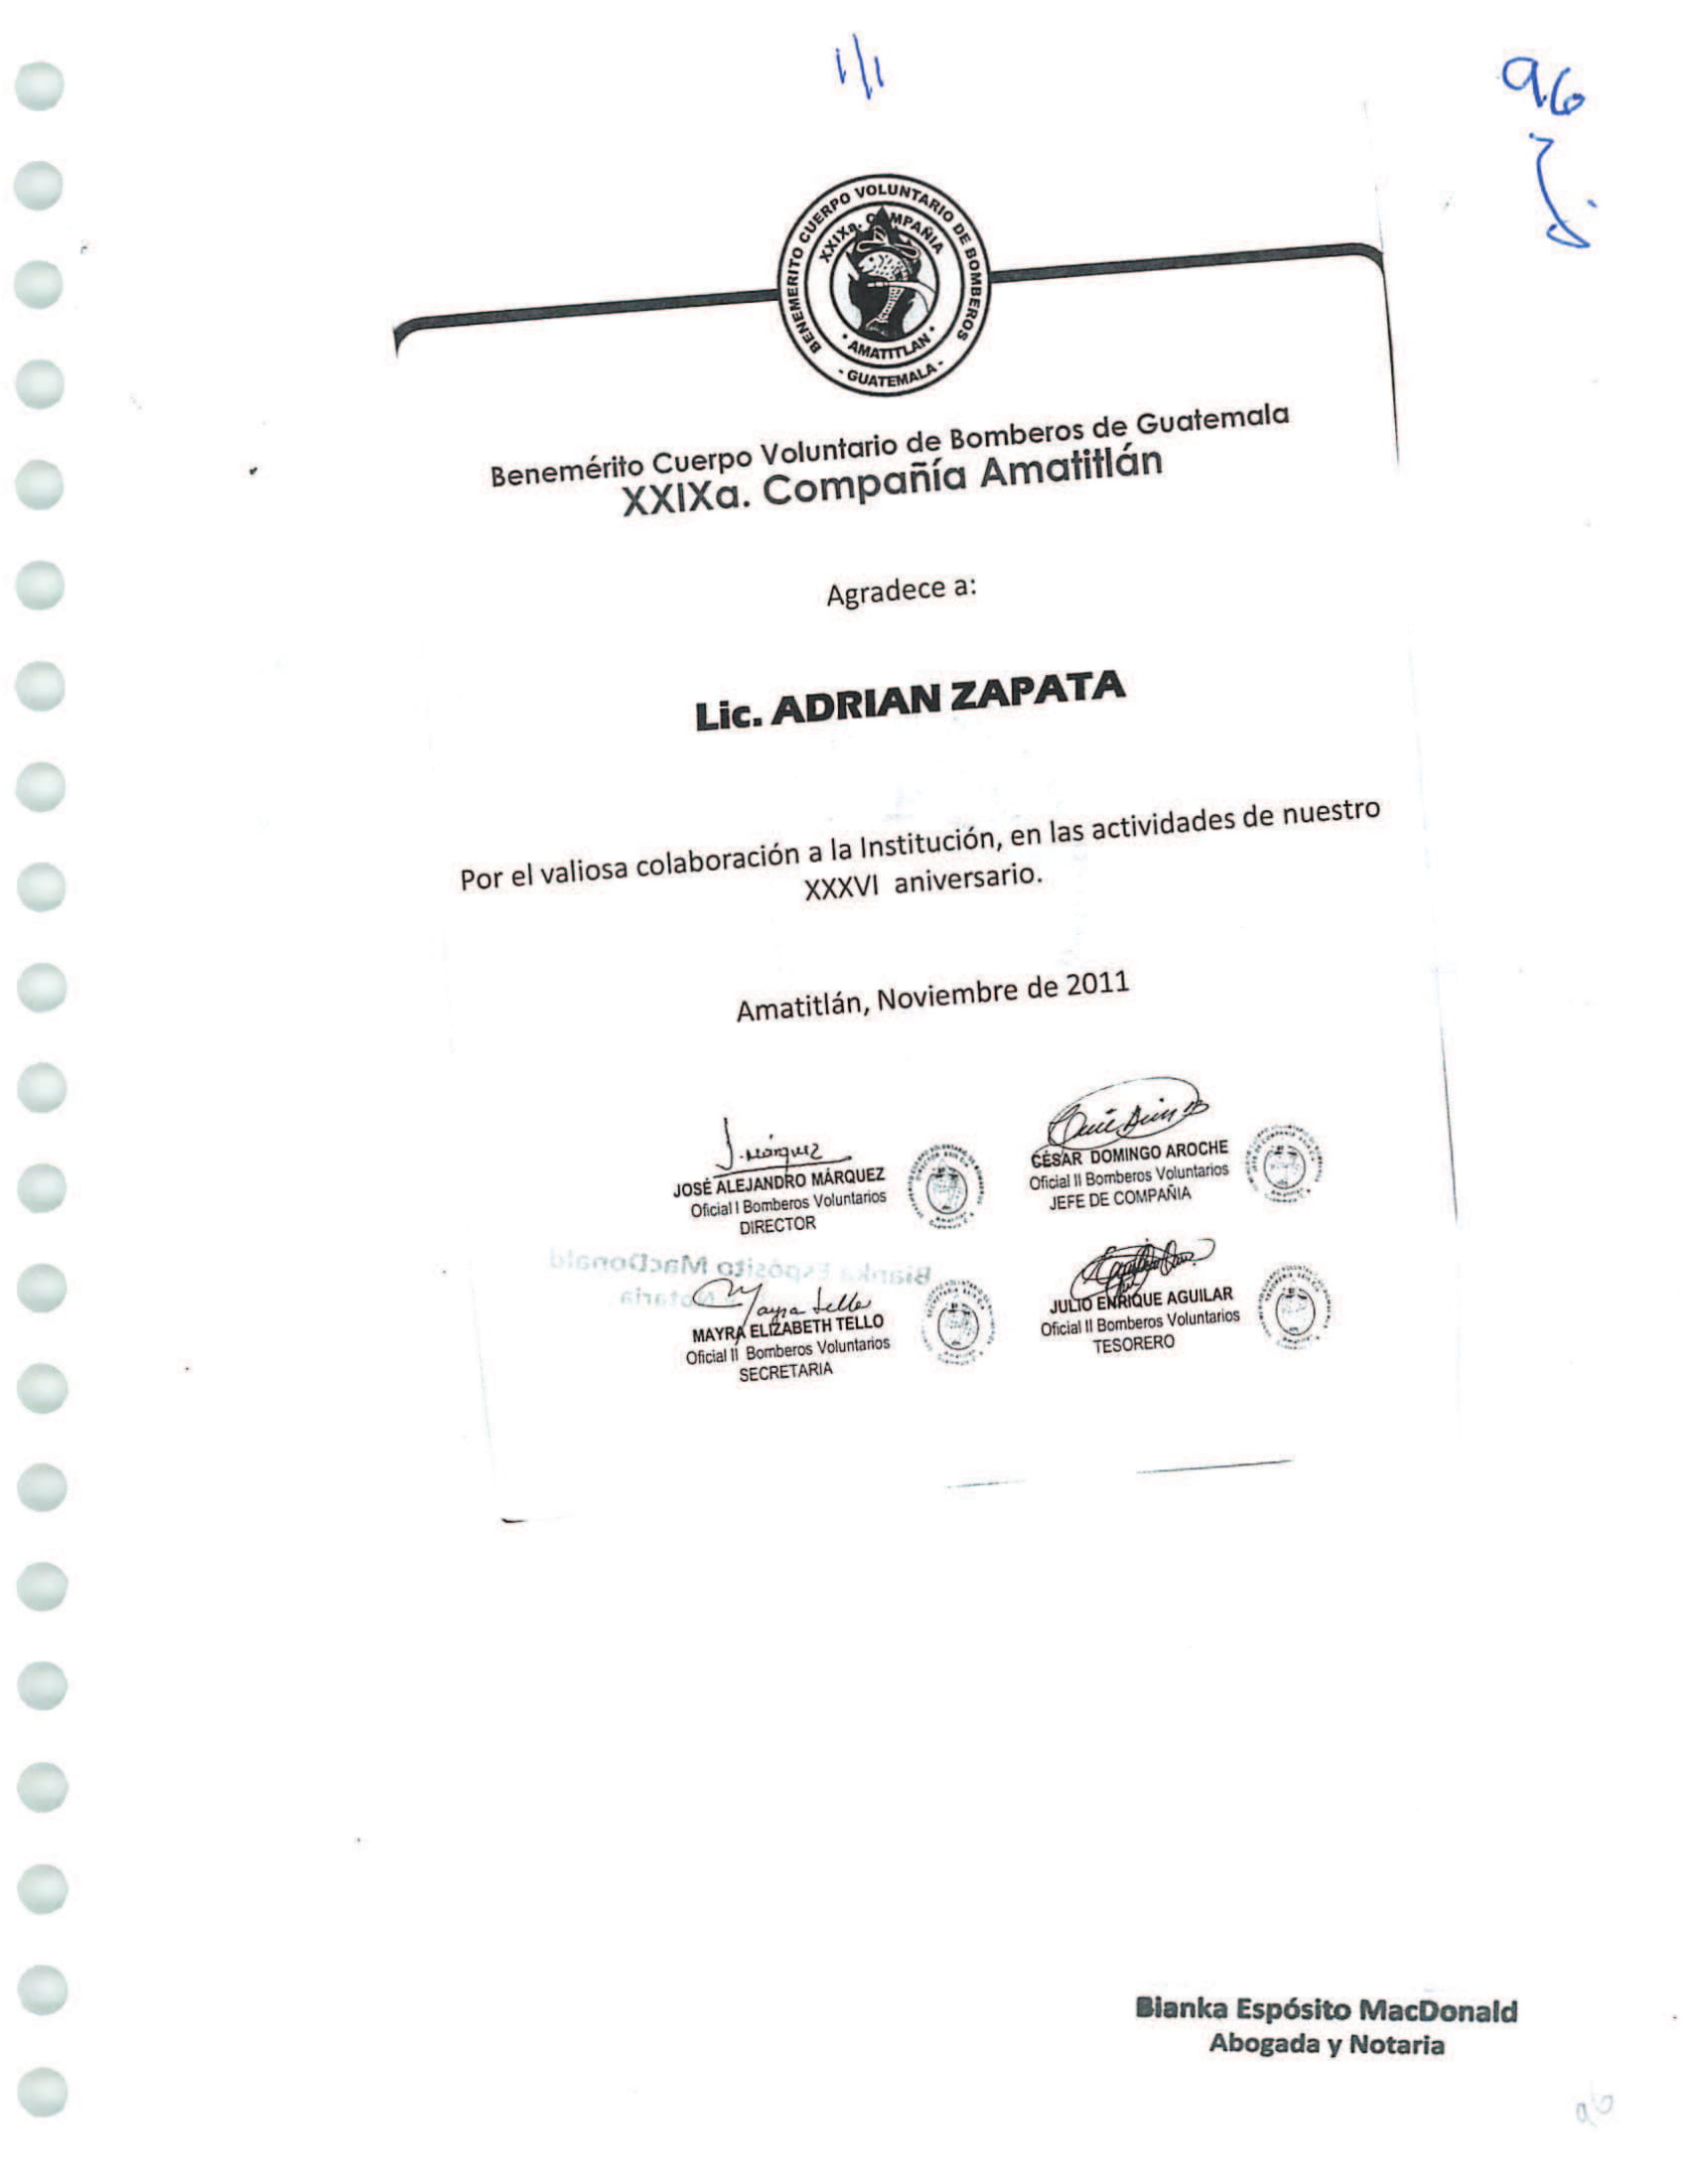 1/1
96
BENEMERITO CUERPO VOLUNTARIO DE BOMBEROS
XXIXa. COMPAÑIA
• AMATITLAN •
- GUATEMALA -
Benemérito Cuerpo Voluntario de Bomberos de Guatemala
XXIXa. Compañía Amatitlán
Agradece a:
Lic. ADRIAN ZAPATA
Por el valiosa colaboración a la Institución, en las actividades de nuestro
XXXVI aniversario.
Amatitlán, Noviembre de 2011
J. Márquez
JOSÉ ALEJANDRO MÁRQUEZ
Oficial I Bomberos Voluntarios
DIRECTOR
CÉSAR DOMINGO AROCHE
Oficial II Bomberos Voluntarios
JEFE DE COMPAÑIA
Bianka Espósito MacDonald
Notaria
Mayra Tello
MAYRA ELIZABETH TELLO
Oficial II Bomberos Voluntarios
SECRETARIA
JULIO ENRIQUE AGUILAR
Oficial II Bomberos Voluntarios
TESORERO
Bianka Espósito MacDonald
Abogada y Notaria
96